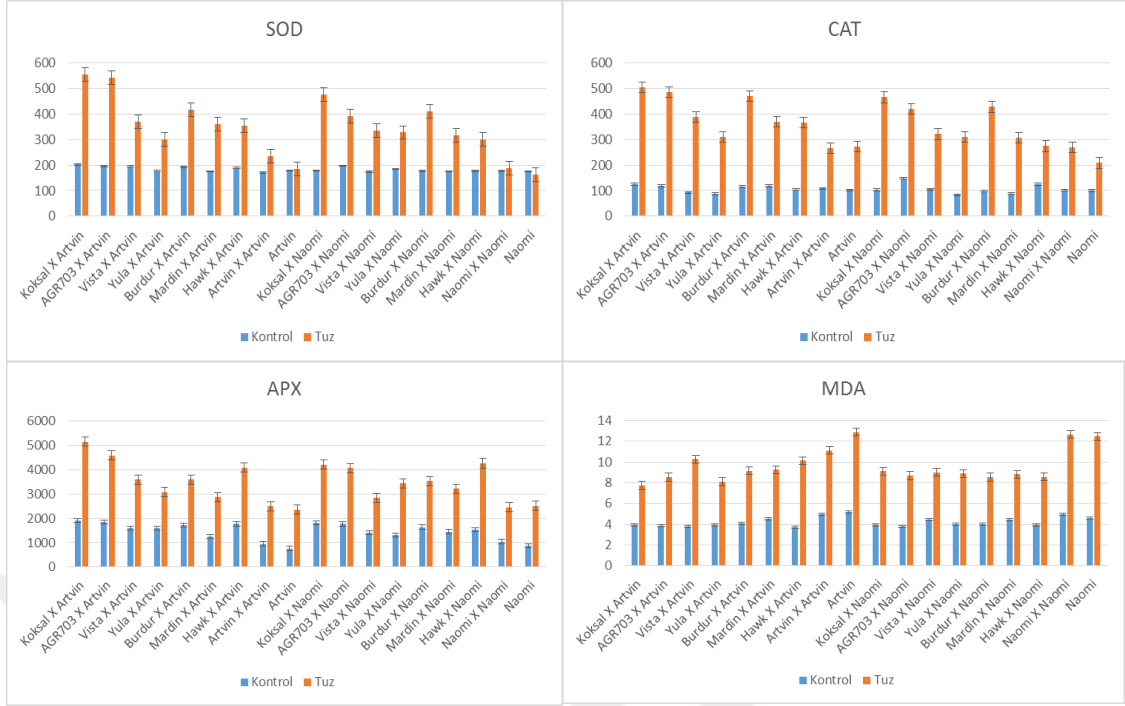 SOD
600
500
400
300
200
100
0
Koksal X Artvin
AGR703 X Artvin
Vista X Artvin
Yula X Artvin
Burdur X Artvin
Mardin X Artvin
Hawk X Artvin
Artvin X Artvin
Artvin
Koksal X Naomi
AGR703 X Naomi
Vista X Naomi
Yula X Naomi
Burdur X Naomi
Mardin X Naomi
Hawk X Naomi
Naomi X Naomi
Naomi
Kontrol Tuz
CAT
600
500
400
300
200
100
0
Koksal X Artvin
AGR703 X Artvin
Vista X Artvin
Yula X Artvin
Burdur X Artvin
Mardin X Artvin
Hawk X Artvin
Artvin X Artvin
Artvin
Koksal X Naomi
AGR703 X Naomi
Vista X Naomi
Yula X Naomi
Burdur X Naomi
Mardin X Naomi
Hawk X Naomi
Naomi X Naomi
Naomi
Kontrol Tuz
APX
6000
5000
4000
3000
2000
1000
0
Koksal X Artvin
AGR703 X Artvin
Vista X Artvin
Yula X Artvin
Burdur X Artvin
Mardin X Artvin
Hawk X Artvin
Artvin X Artvin
Artvin
Koksal X Naomi
AGR703 X Naomi
Vista X Naomi
Yula X Naomi
Burdur X Naomi
Mardin X Naomi
Hawk X Naomi
Naomi X Naomi
Naomi
Kontrol Tuz
MDA
14
12
10
8
6
4
2
0
Koksal X Artvin
AGR703 X Artvin
Vista X Artvin
Yula X Artvin
Burdur X Artvin
Mardin X Artvin
Hawk X Artvin
Artvin X Artvin
Artvin
Koksal X Naomi
AGR703 X Naomi
Vista X Naomi
Yula X Naomi
Burdur X Naomi
Mardin X Naomi
Hawk X Naomi
Naomi X Naomi
Naomi
Kontrol Tuz